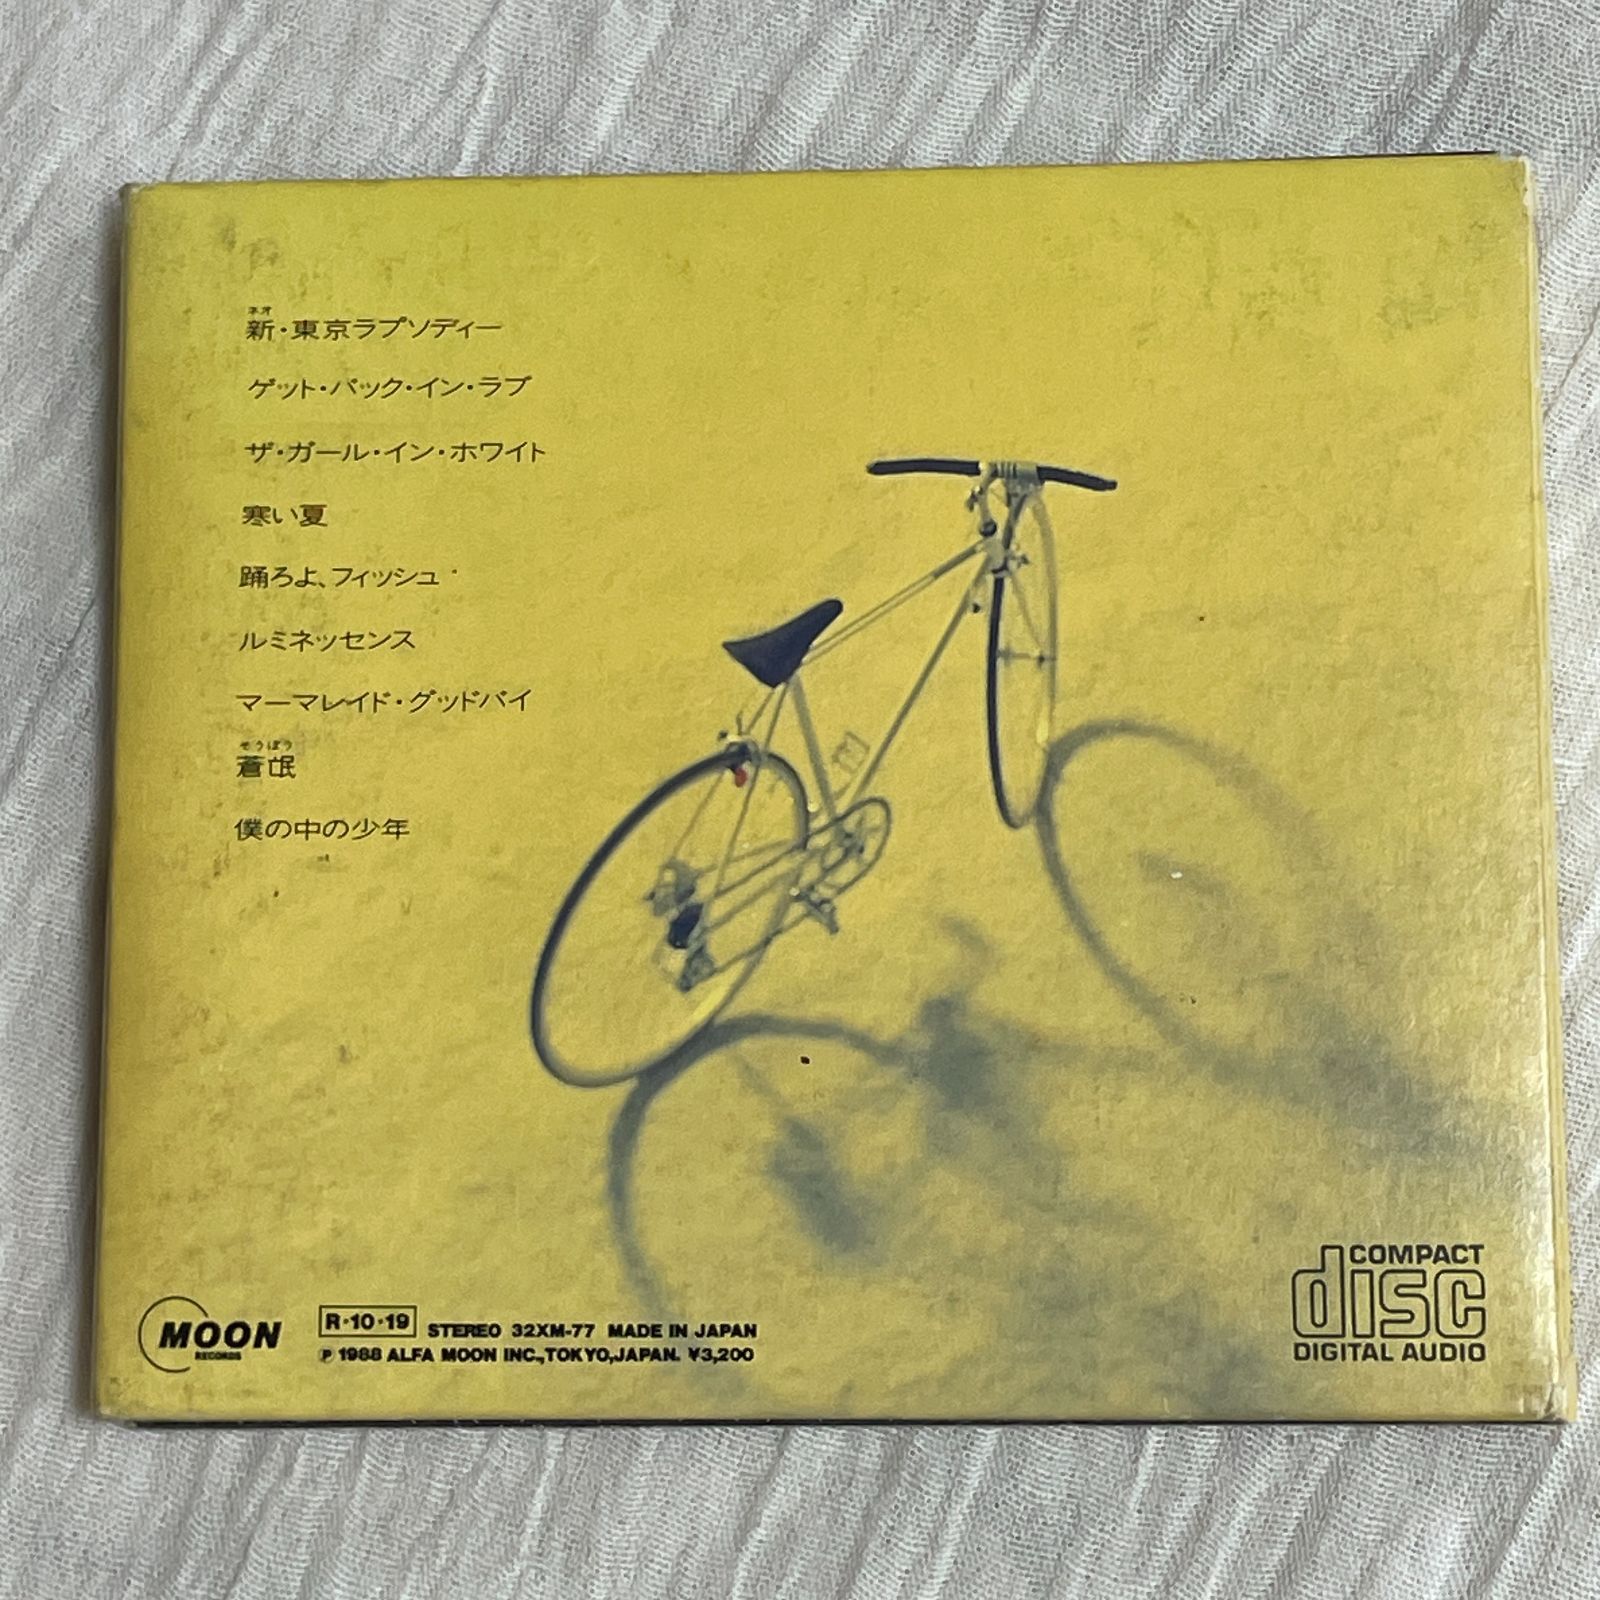 ネオ
新・東京ラプソディー
ゲット・バック・イン・ラブ
ザ・ガール・イン・ホワイト
寒い夏
踊ろよ、フィッシュ
ルミネッセンス
マーマレイド・グッドバイ
そうぼう
蒼氓
僕の中の少年
MOON
RECORDS
R・10・19 STEREO 32XM-77 MADE IN JAPAN
℗ 1988 ALFA MOON INC.,TOKYO,JAPAN. ¥3,200
COMPACT
disc
DIGITAL AUDIO